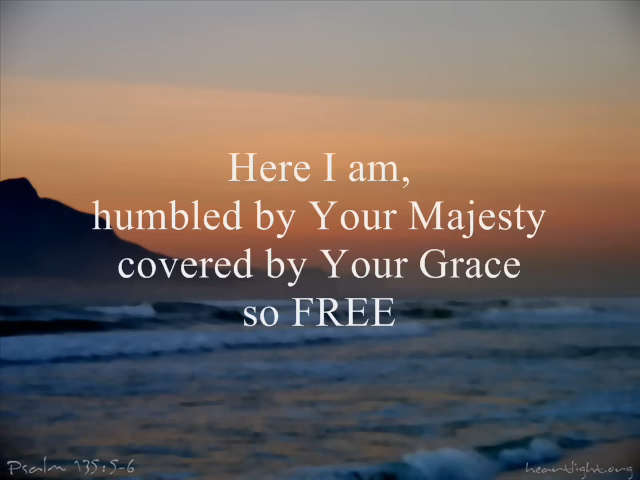 Here I am,
humbled by Your Majesty
covered by Your Grace
so FREE
Psalm 135:5-6
heartlight.org